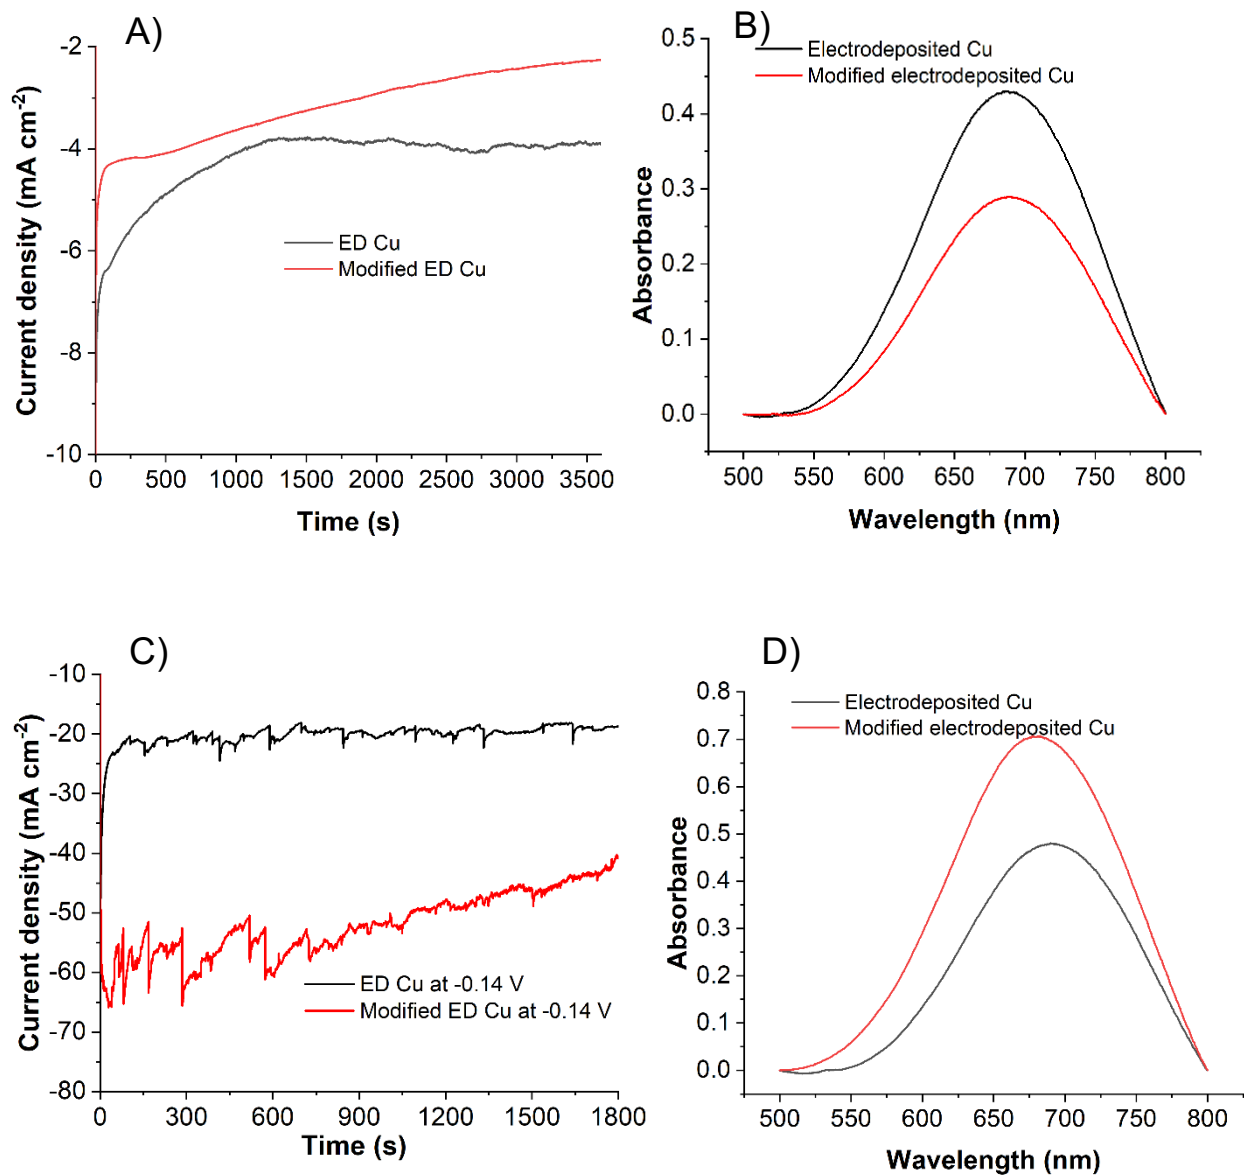 A)
Current density (mA cm-2)
-2
-4
-6
-8
-10
ED Cu
Modified ED Cu
0 500 1000 1500 2000 2500 3000 3500
Time (s)
B)
Absorbance
0.5
0.4
0.3
0.2
0.1
0.0
Electrodeposited Cu
Modified electrodeposited Cu
500 550 600 650 700 750 800
Wavelength (nm)
C)
Current density (mA cm-2)
-10
-20
-30
-40
-50
-60
-70
-80
ED Cu at -0.14 V
Modified ED Cu at -0.14 V
0 300 600 900 1200 1500 1800
Time (s)
D)
Absorbance
0.8
0.7
0.6
0.5
0.4
0.3
0.2
0.1
0.0
Electrodeposited Cu
Modified electrodeposited Cu
500 550 600 650 700 750 800
Wavelength (nm)